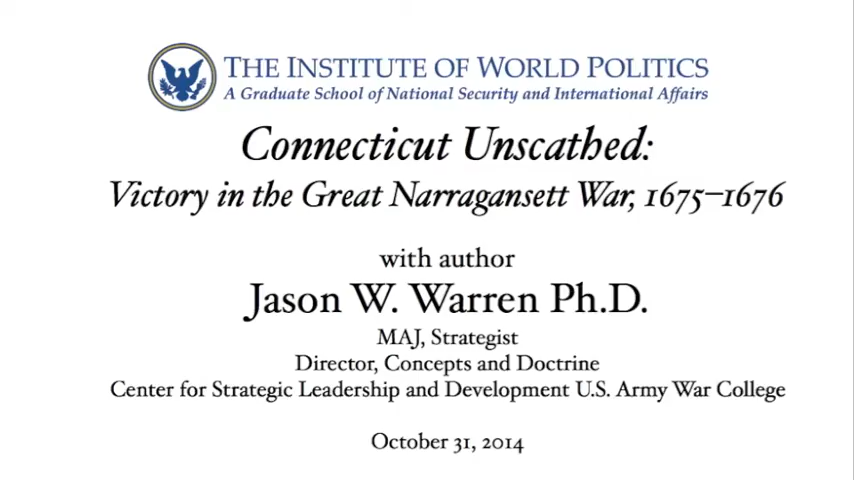 THE INSTITUTE OF WORLD POLITICS
A Graduate School of National Security and International Affairs
Connecticut Unscathed:
Victory in the Great Narragansett War, 1675–1676
with author
Jason W. Warren Ph.D.
MAJ, Strategist
Director, Concepts and Doctrine
Center for Strategic Leadership and Development U.S. Army War College
October 31, 2014